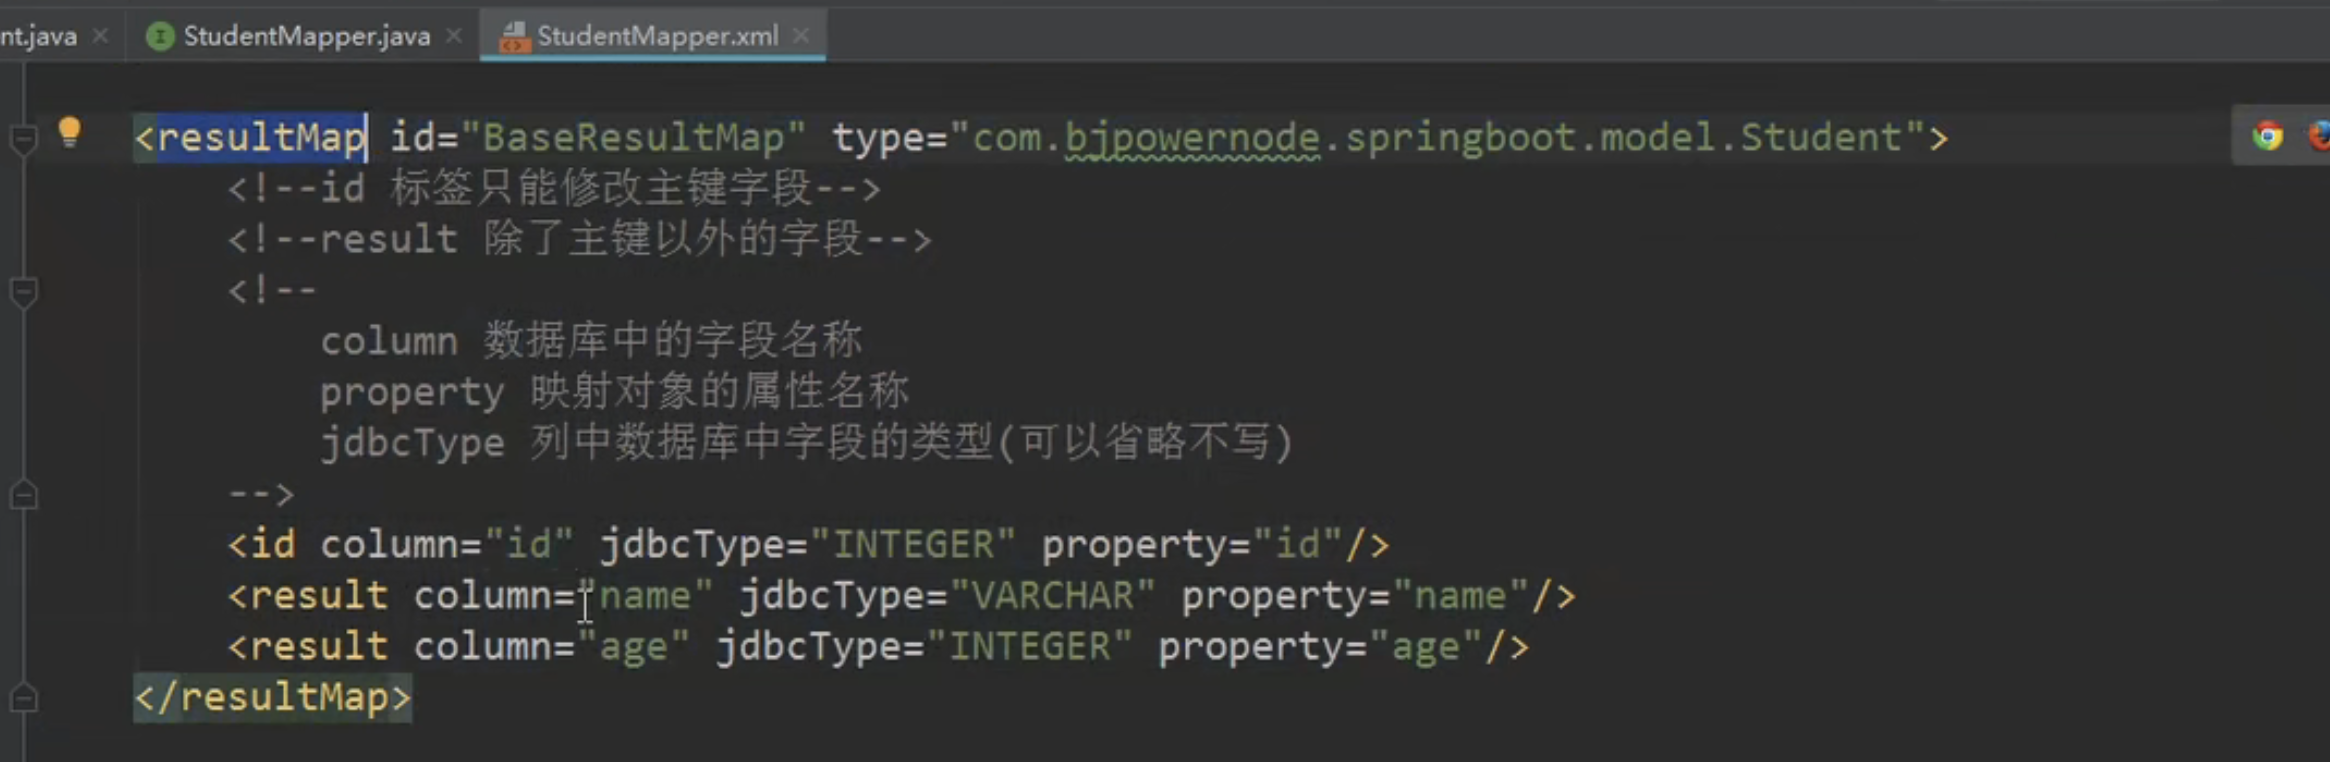 nt.java StudentMapper.java StudentMapper.xml
<resultMap id="BaseResultMap" type="com.bjpowernode.springboot.model.Student">
<!--id 标签只能修改主键字段-->
<!--result 除了主键以外的字段-->
<!--
column 数据库中的字段名称
property 映射对象的属性名称
jdbcType 列中数据库中字段的类型(可以省略不写)
-->
<id column="id" jdbcType="INTEGER" property="id"/>
<result column="name" jdbcType="VARCHAR" property="name"/>
<result column="age" jdbcType="INTEGER" property="age"/>
</resultMap>